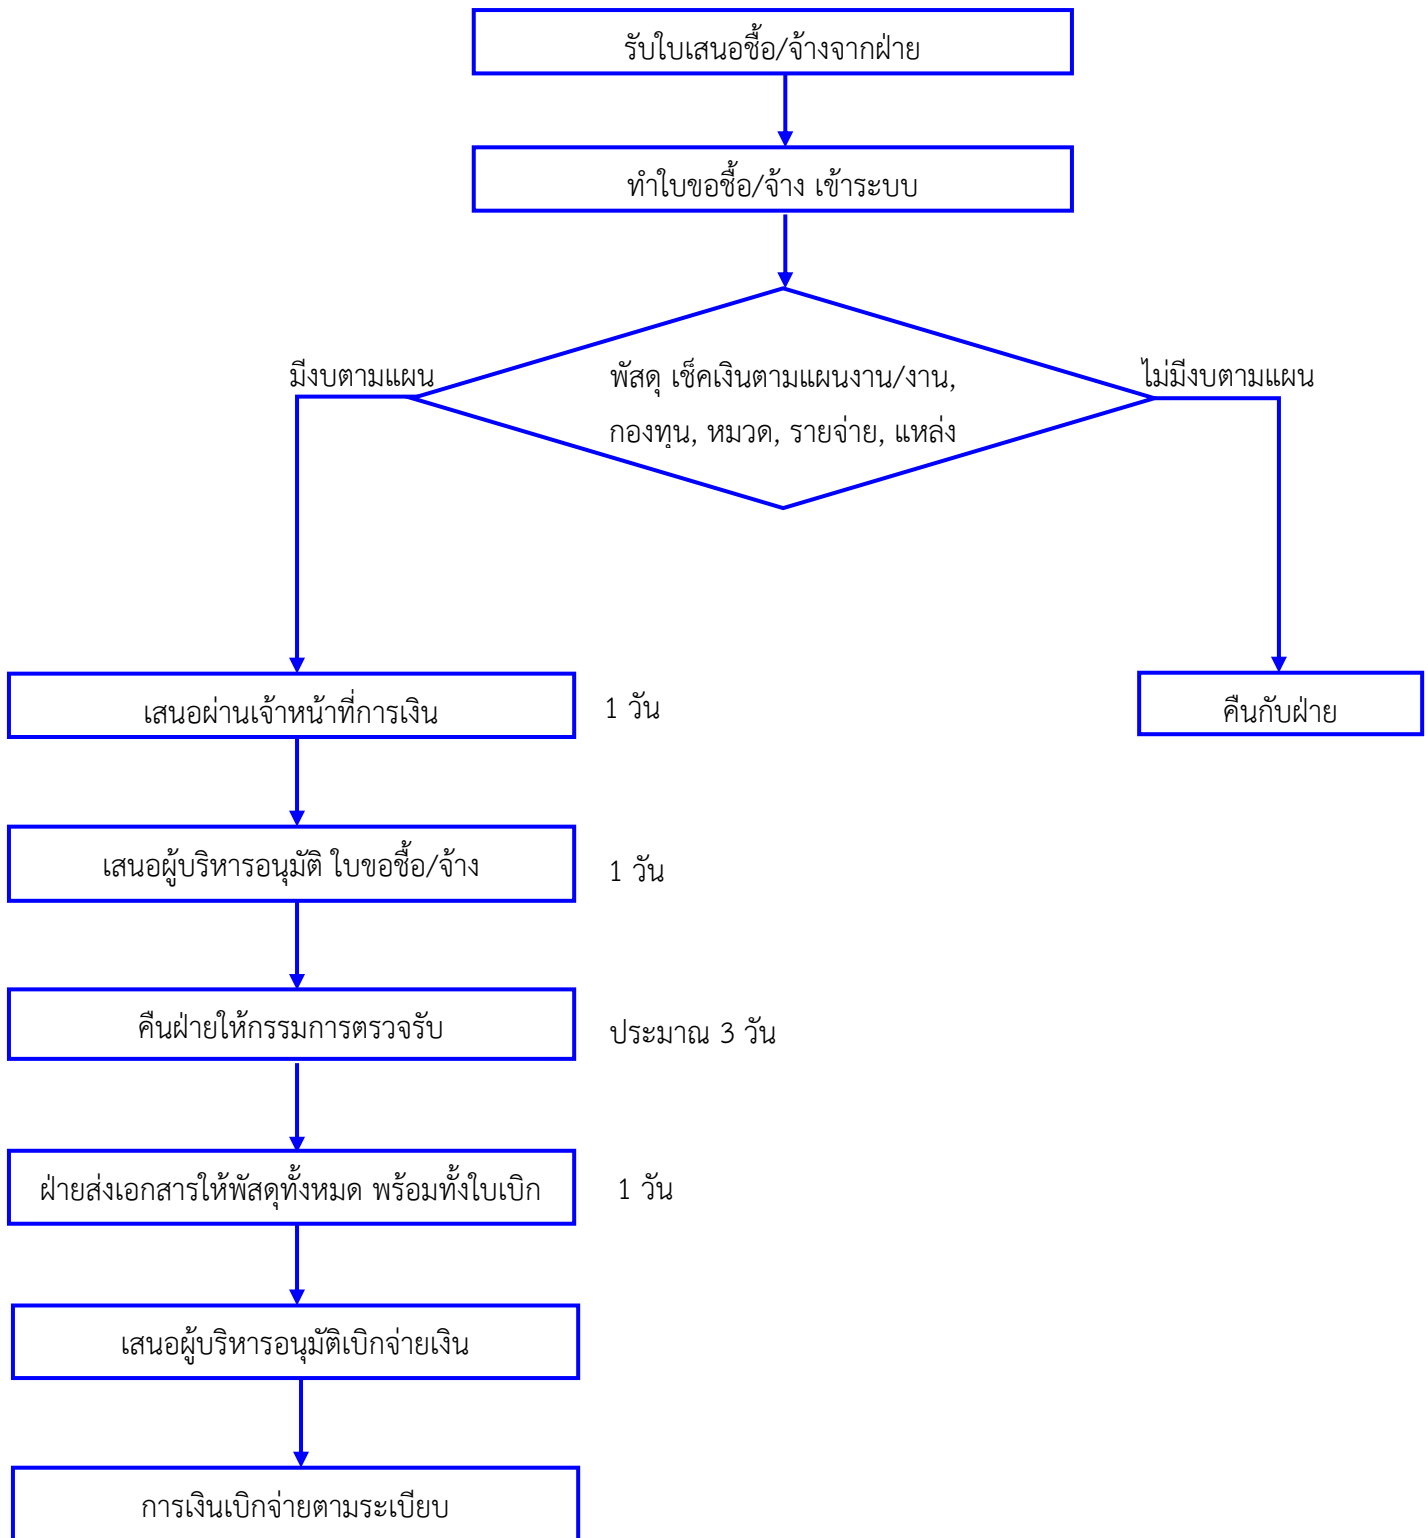 รับใบเสนอซื้อ/จ้างจากฝ่าย
ทำใบขอซื้อ/จ้าง เข้าระบบ
มีงบตามแผน
พัสดุ เช็คเงินตามแผนงาน/งาน,
กองทุน, หมวด, รายจ่าย, แหล่ง
ไม่มีงบตามแผน
เสนอผ่านเจ้าหน้าที่การเงิน
1 วัน
คืนกับฝ่าย
เสนอผู้บริหารอนุมัติ ใบขอซื้อ/จ้าง
1 วัน
คืนฝ่ายให้กรรมการตรวจรับ
ประมาณ 3 วัน
ฝ่ายส่งเอกสารให้พัสดุทั้งหมด พร้อมทั้งใบเบิก
1 วัน
เสนอผู้บริหารอนุมัติเบิกจ่ายเงิน
การเงินเบิกจ่ายตามระเบียบ